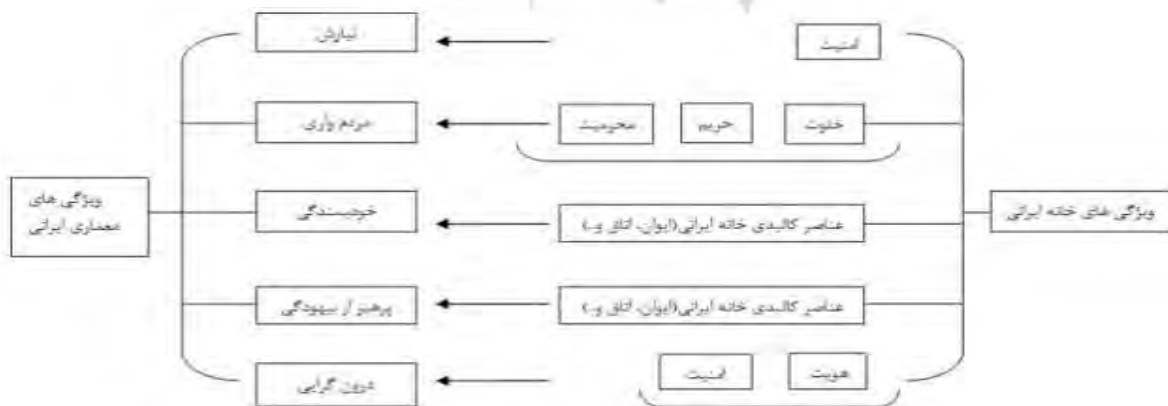 ویژگی های خانه ایرانی
امنیت
نیارش
خلوت
حریم
محرمیت
مردم واری
عناصر کالبدی خانه ایرانی(ایوان، اتاق و..)
خودبسندگی
عناصر کالبدی خانه ایرانی(ایوان، اتاق و..)
پرهیز از بیهودگی
هویت
امنیت
درون گرایی
ویژگی های
معماری ایرانی